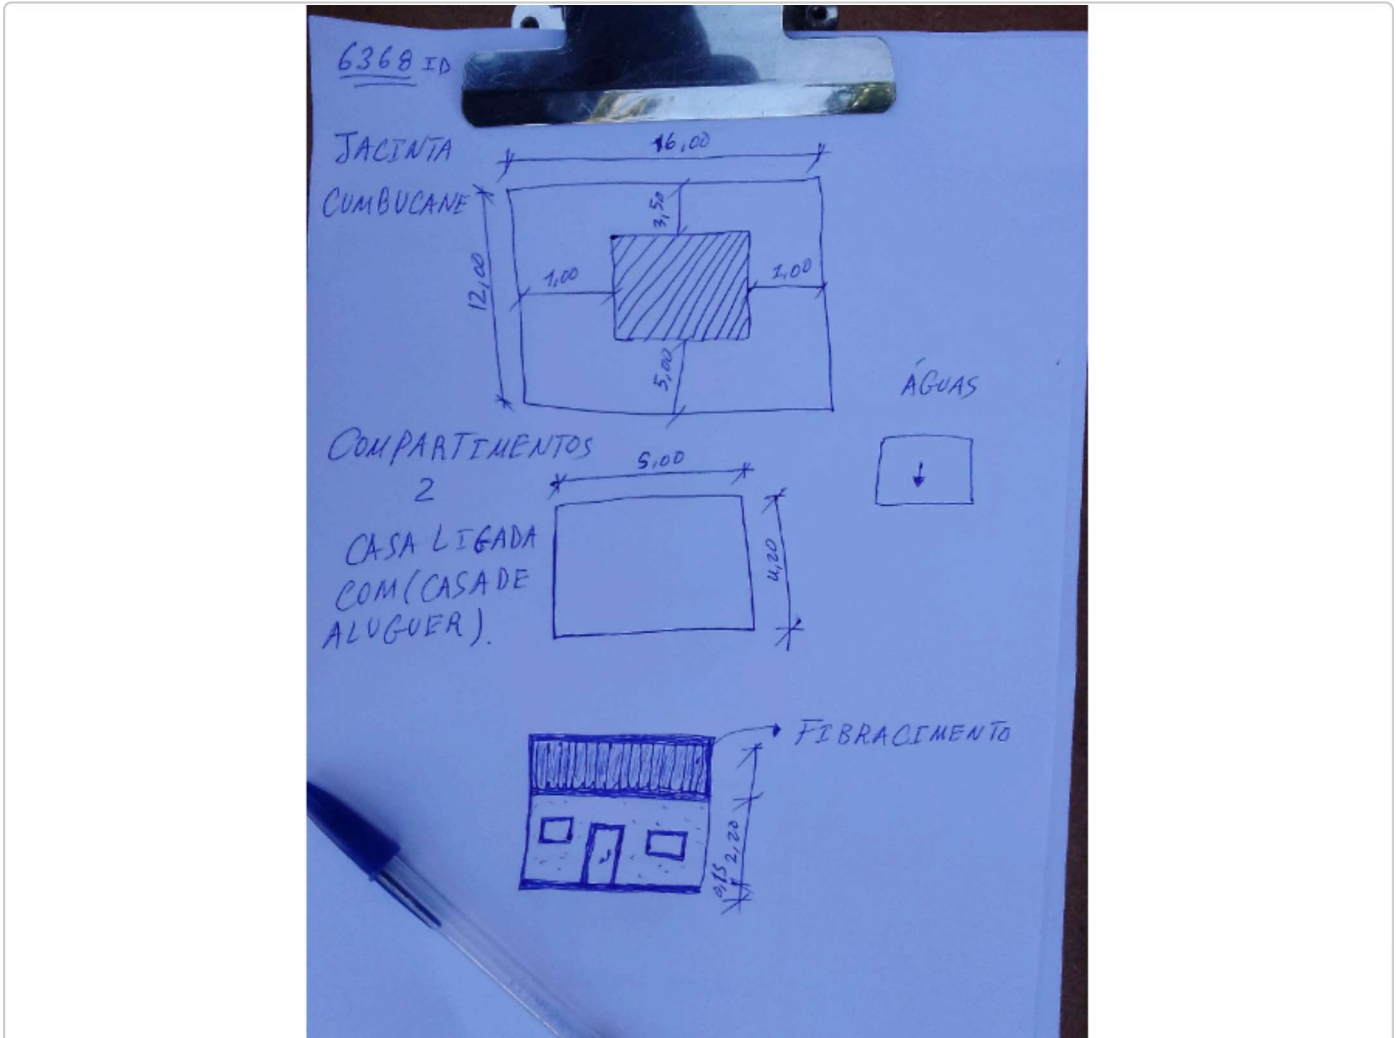 6368 ID
JACINTA
CUMBUCANE
16,00
12,00
3,50
1,00
1,00
5,00
ÁGUAS
COMPARTIMENTOS
2
5,00
4,20
CASA LIGADA
COM (CASA DE
ALUGUER).
FIBRACIMENTO
2,20
0,15